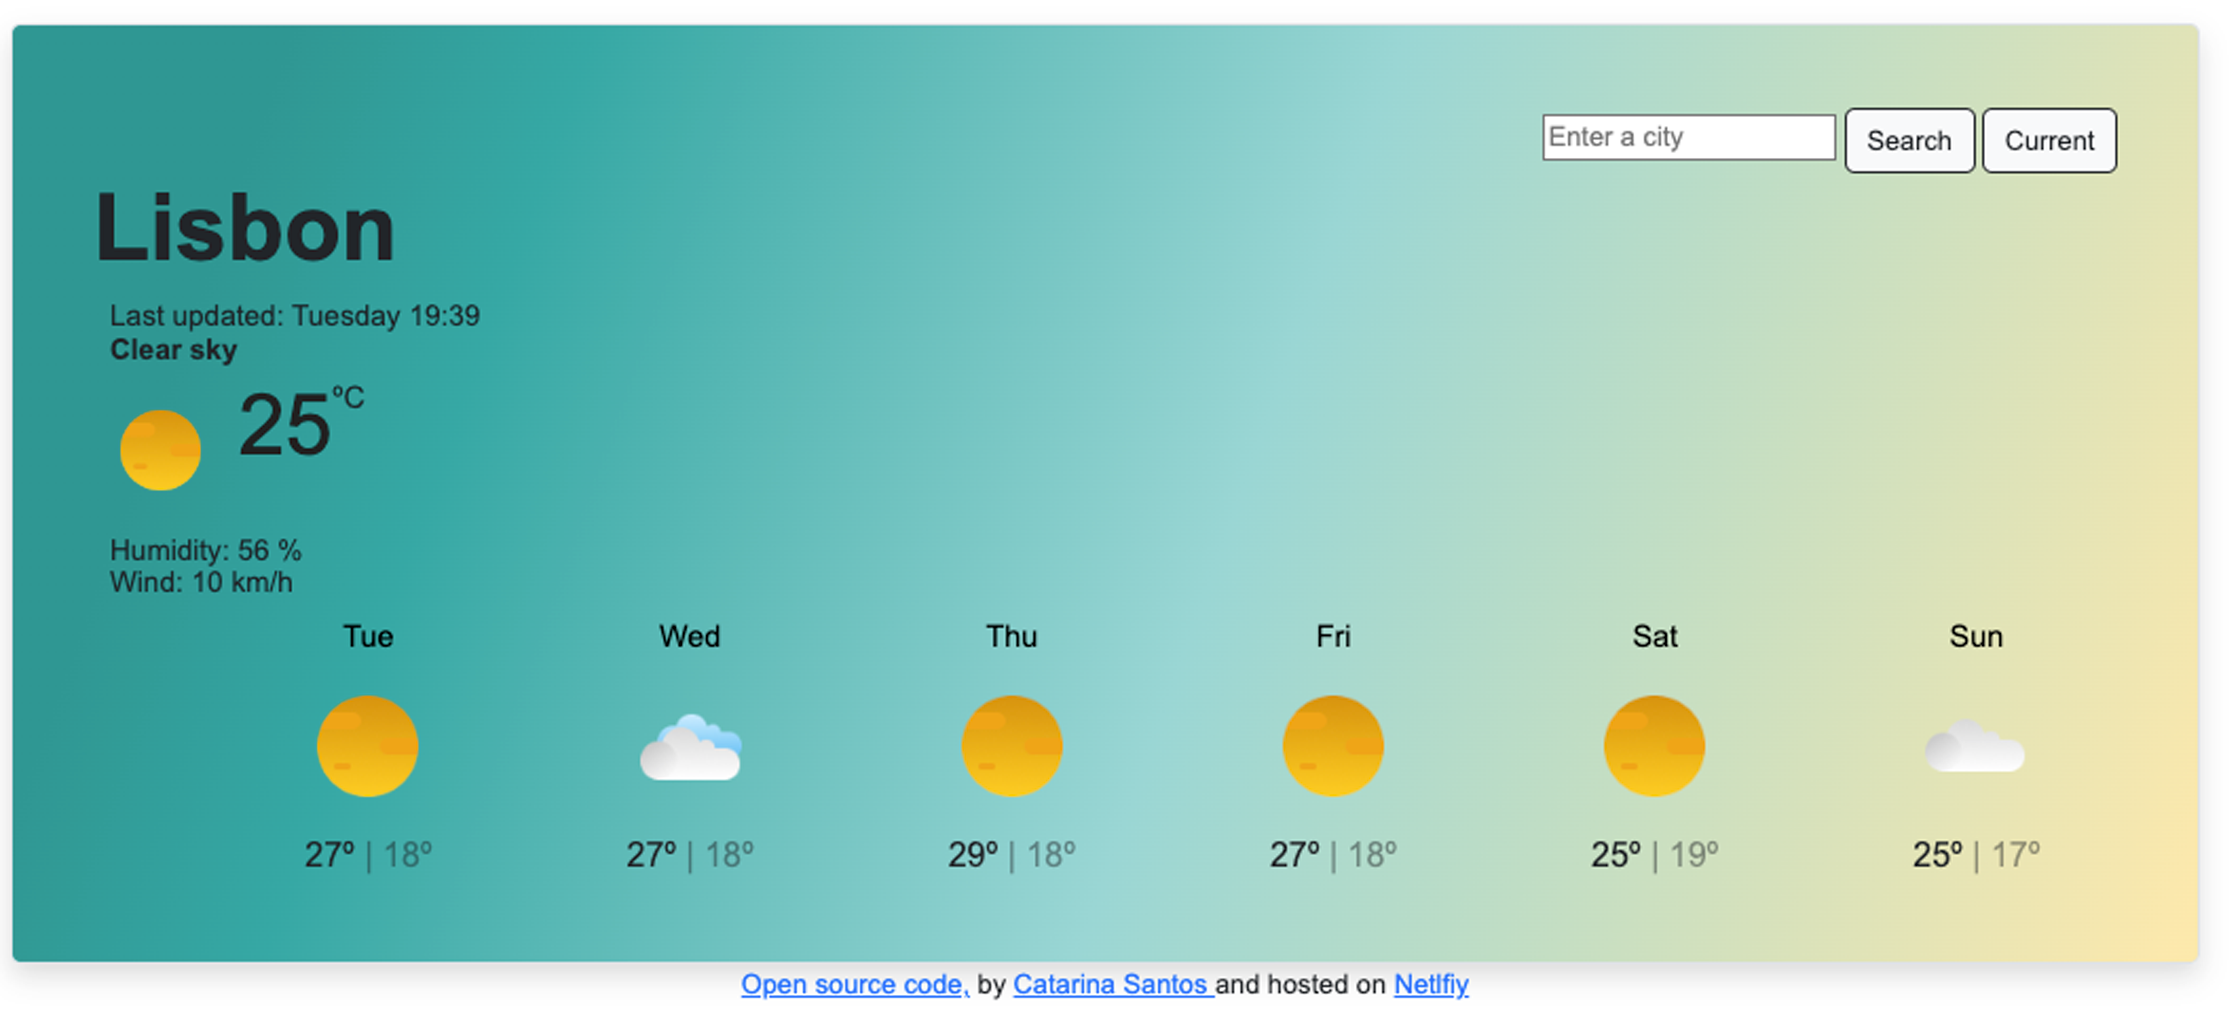 Enter a city Search Current
Lisbon
Last updated: Tuesday 19:39
Clear sky
25ºC
Humidity: 56 %
Wind: 10 km/h
Tue Wed Thu Fri Sat Sun
27º | 18º 27º | 18º 29º | 18º 27º | 18º 25º | 19º 25º | 17º
Open source code, by Catarina Santos and hosted on Netlfiy